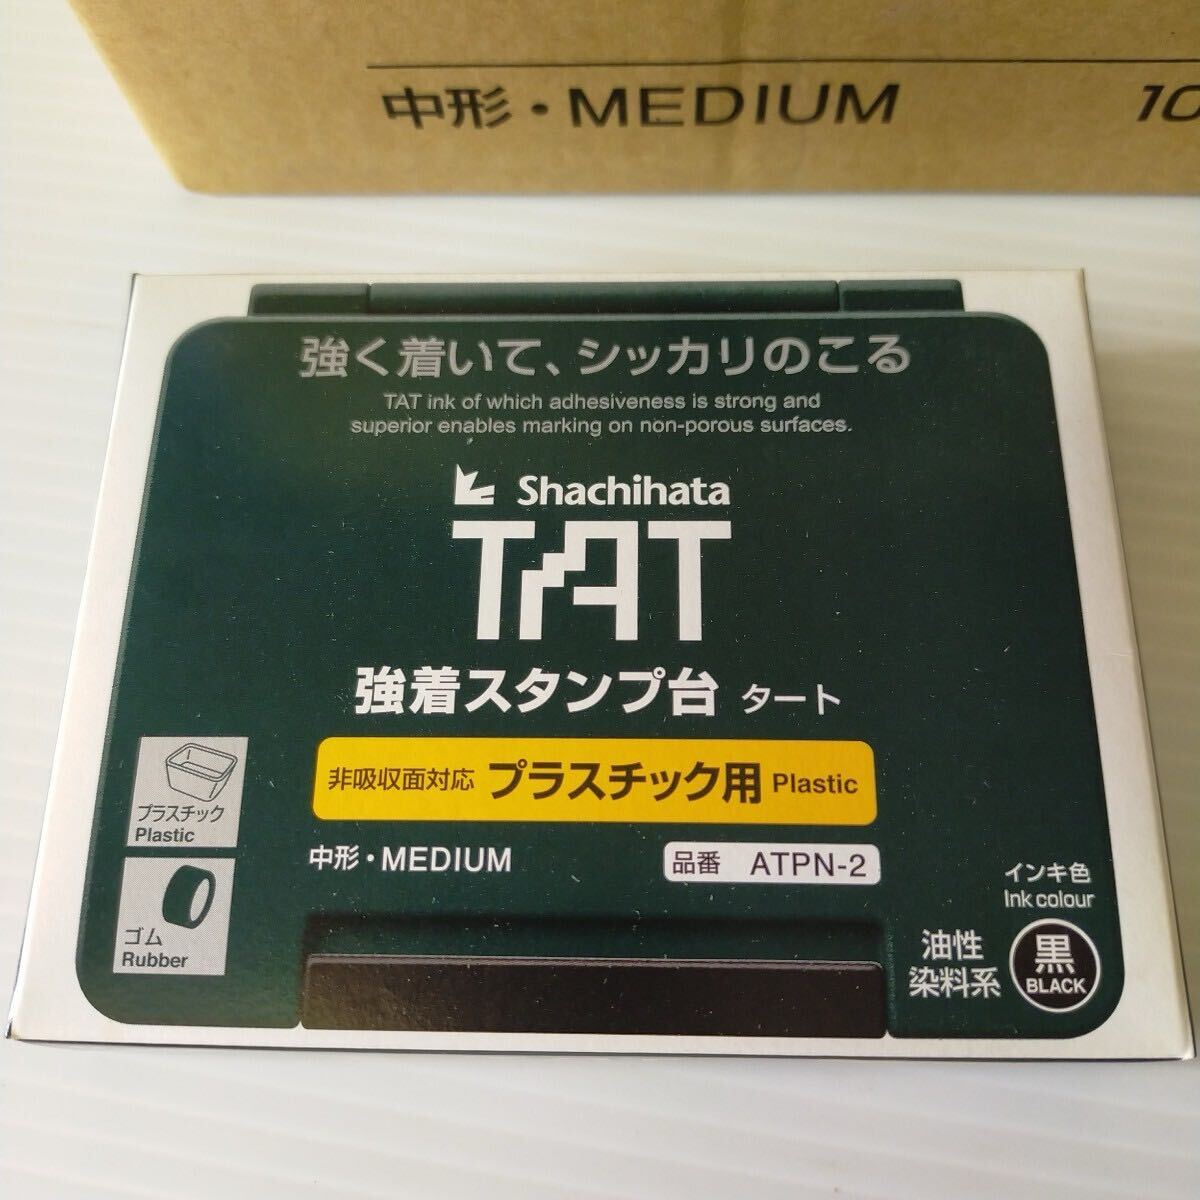 中形・MEDIUM 10
強く着いて、シッカリのこる
TAT ink of which adhesiveness is strong and
superior enables marking on non-porous surfaces.
Shachihata
TAT
強着スタンプ台 タート
非吸収面対応 プラスチック用 Plastic
プラスチック
Plastic
中形・MEDIUM
品番 ATPN-2
ゴム
Rubber
インキ色
Ink colour
油性
染料系
黒
BLACK